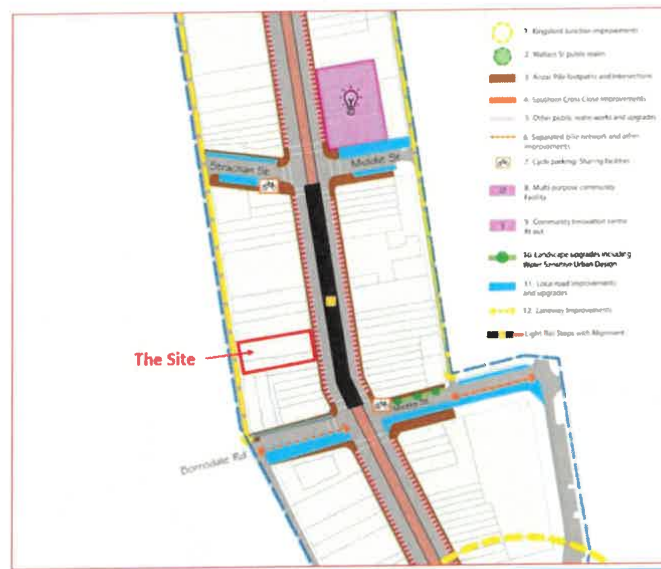 1. Kingsford Junction improvements
2. Wallace St public realm
3. Anzac Pde footpaths and intersections
4. Southern Cross Close improvements
5. Other public realm works and upgrades
6. Separated bike network and other
improvements
7. Cycle parking/ Sharing facilities
8. Multi-purpose community
Facility
9. Community Innovation centre
fit out
10. Landscape upgrades including
Water Sensitive Urban Design
11. Local road improvements
and upgrades
12. Laneway Improvements
Light Rail Stops with Alignment
Strachan St
Middle St
The Site
Borrodale Rd